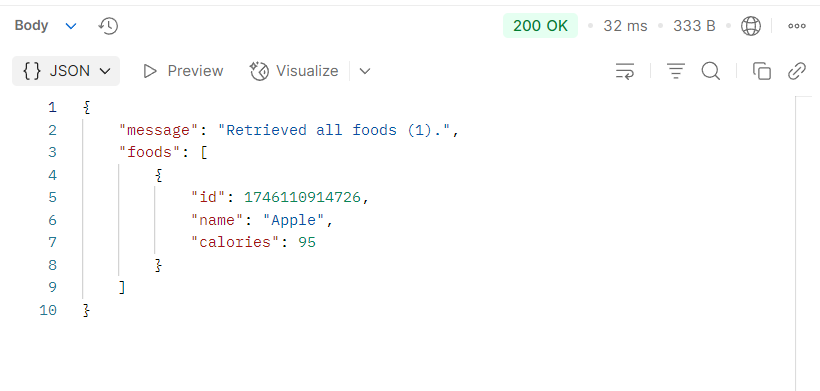 Body 200 OK • 32 ms • 333 B
{} JSON Preview Visualize
1 {
2 "message": "Retrieved all foods (1).",
3 "foods": [
4 {
5 "id": 1746110914726,
6 "name": "Apple",
7 "calories": 95
8 }
9 ]
10 }